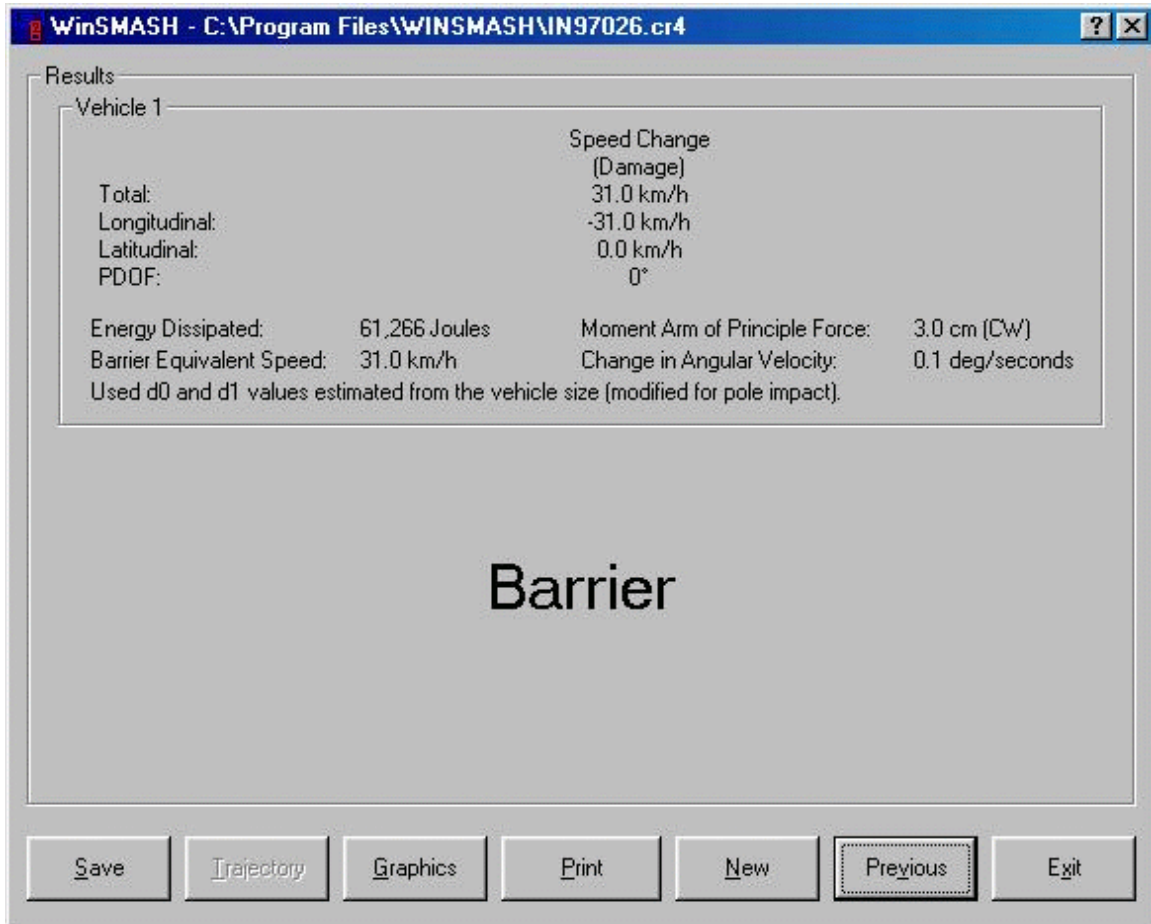 WinSMASH - C:\Program Files\WINSMASH\IN97026.cr4
Results
Vehicle 1
Speed Change
(Damage)
Total: 31.0 km/h
Longitudinal: -31.0 km/h
Latitudinal: 0.0 km/h
PDOF: 0°
Energy Dissipated: 61,266 Joules Moment Arm of Principle Force: 3.0 cm (CW)
Barrier Equivalent Speed: 31.0 km/h Change in Angular Velocity: 0.1 deg/seconds
Used d0 and d1 values estimated from the vehicle size (modified for pole impact).
Barrier
Save Trajectory Graphics Print New Previous Exit